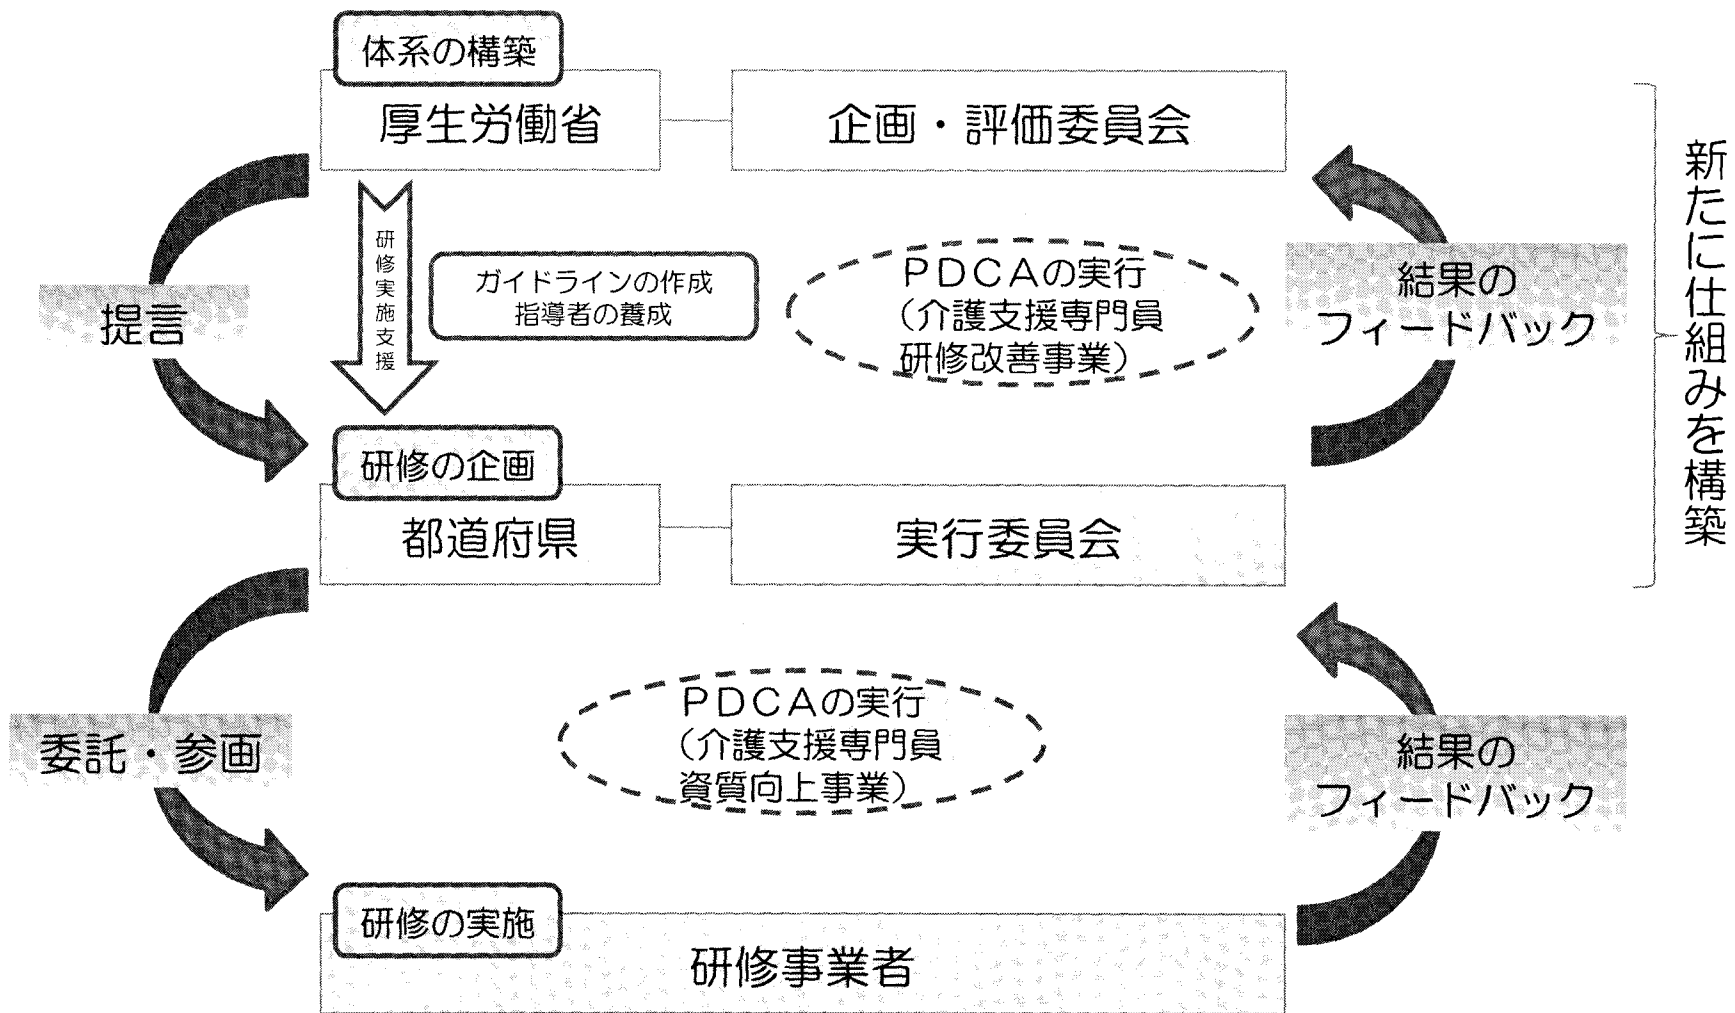 体系の構築
厚生労働省
企画・評価委員会
提言
研修実施支援
ガイドラインの作成
指導者の養成
ＰＤＣＡの実行
（介護支援専門員
研修改善事業）
結果の
フィードバック
新たに仕組みを構築
研修の企画
都道府県
実行委員会
委託・参画
ＰＤＣＡの実行
（介護支援専門員
資質向上事業）
結果の
フィードバック
研修の実施
研修事業者